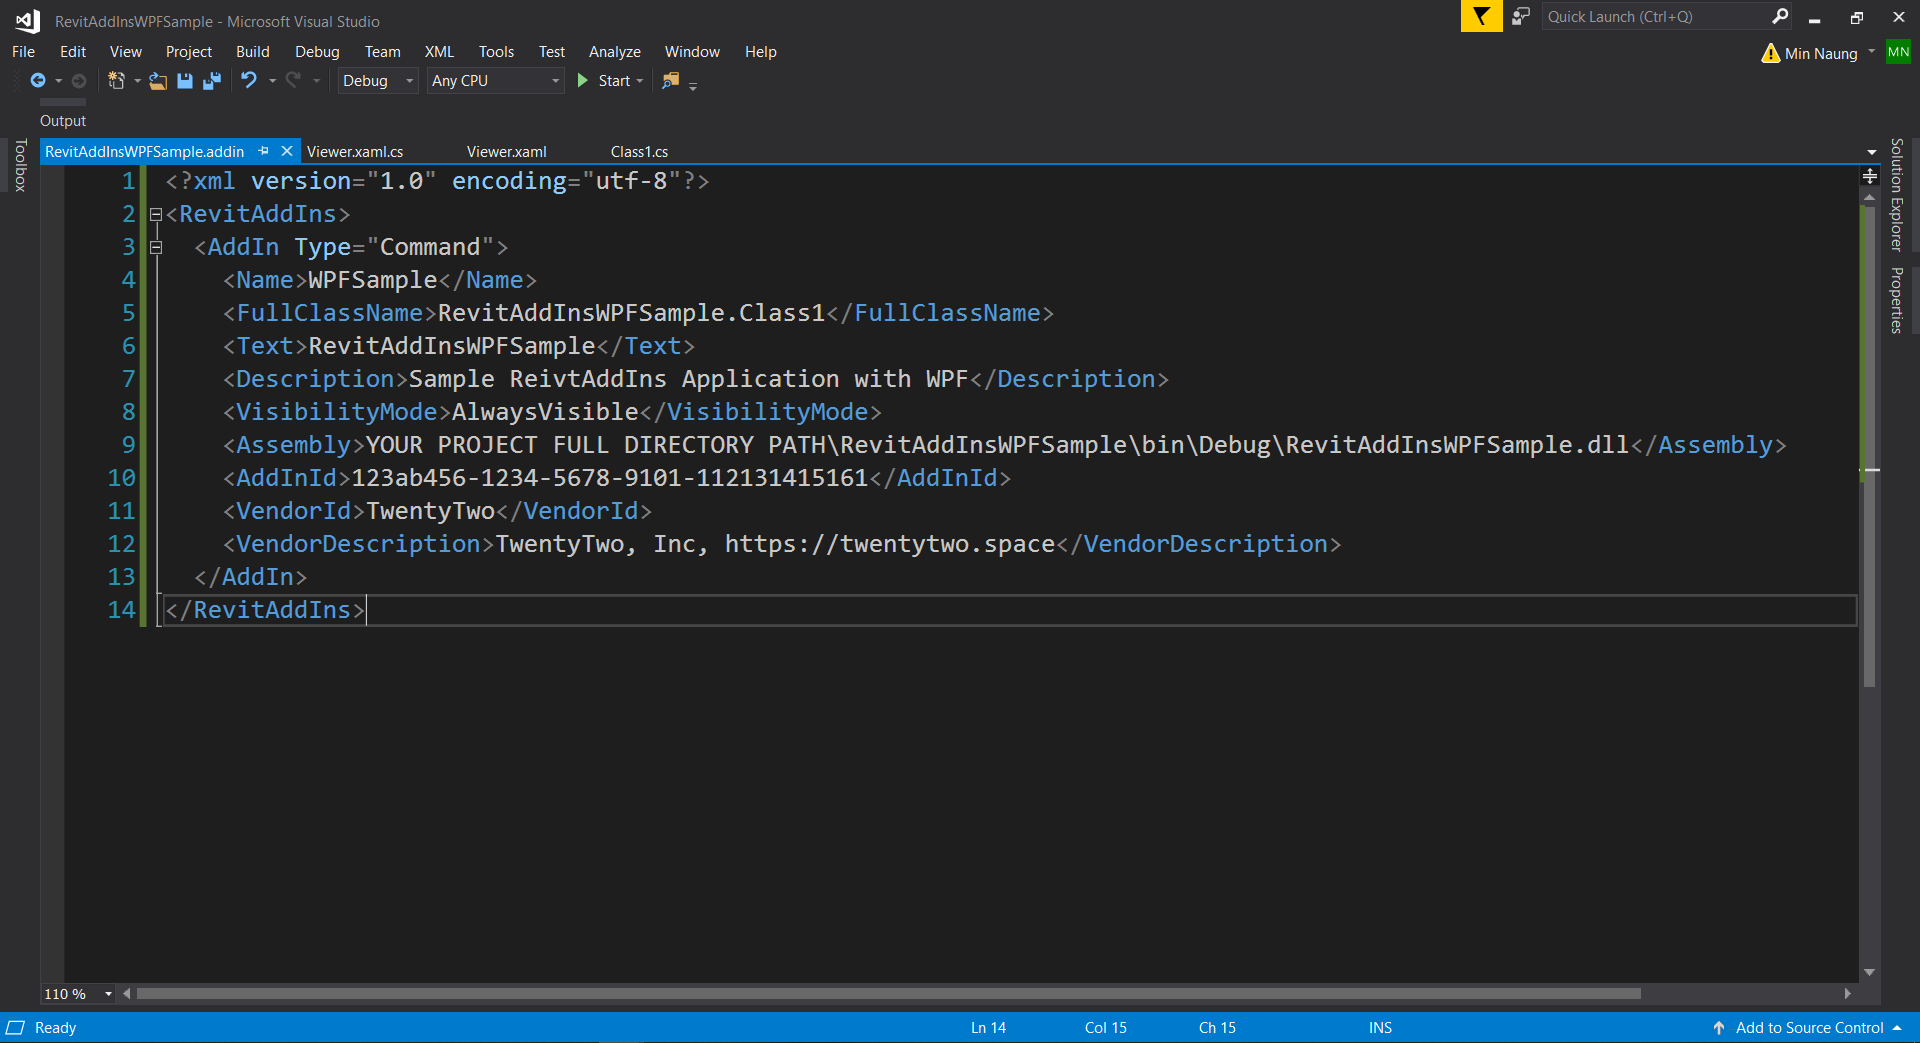 RevitAddInsWPFSample - Microsoft Visual Studio
Quick Launch (Ctrl+Q)
File Edit View Project Build Debug Team XML Tools Test Analyze Window Help
Min Naung MN
Debug Any CPU Start
Output
Toolbox
RevitAddInsWPFSample.addin Viewer.xaml.cs Viewer.xaml Class1.cs
Solution Explorer
Properties
1 <?xml version="1.0" encoding="utf-8"?>
2 <RevitAddIns>
3 <AddIn Type="Command">
4 <Name>WPFSample</Name>
5 <FullClassName>RevitAddInsWPFSample.Class1</FullClassName>
6 <Text>RevitAddInsWPFSample</Text>
7 <Description>Sample ReivtAddIns Application with WPF</Description>
8 <VisibilityMode>AlwaysVisible</VisibilityMode>
9 <Assembly>YOUR PROJECT FULL DIRECTORY PATH\RevitAddInsWPFSample\bin\Debug\RevitAddInsWPFSample.dll</Assembly>
10 <AddInId>123ab456-1234-5678-9101-112131415161</AddInId>
11 <VendorId>TwentyTwo</VendorId>
12 <VendorDescription>TwentyTwo, Inc, https://twentytwo.space</VendorDescription>
13 </AddIn>
14 </RevitAddIns>
110 %
Ready Ln 14 Col 15 Ch 15 INS Add to Source Control